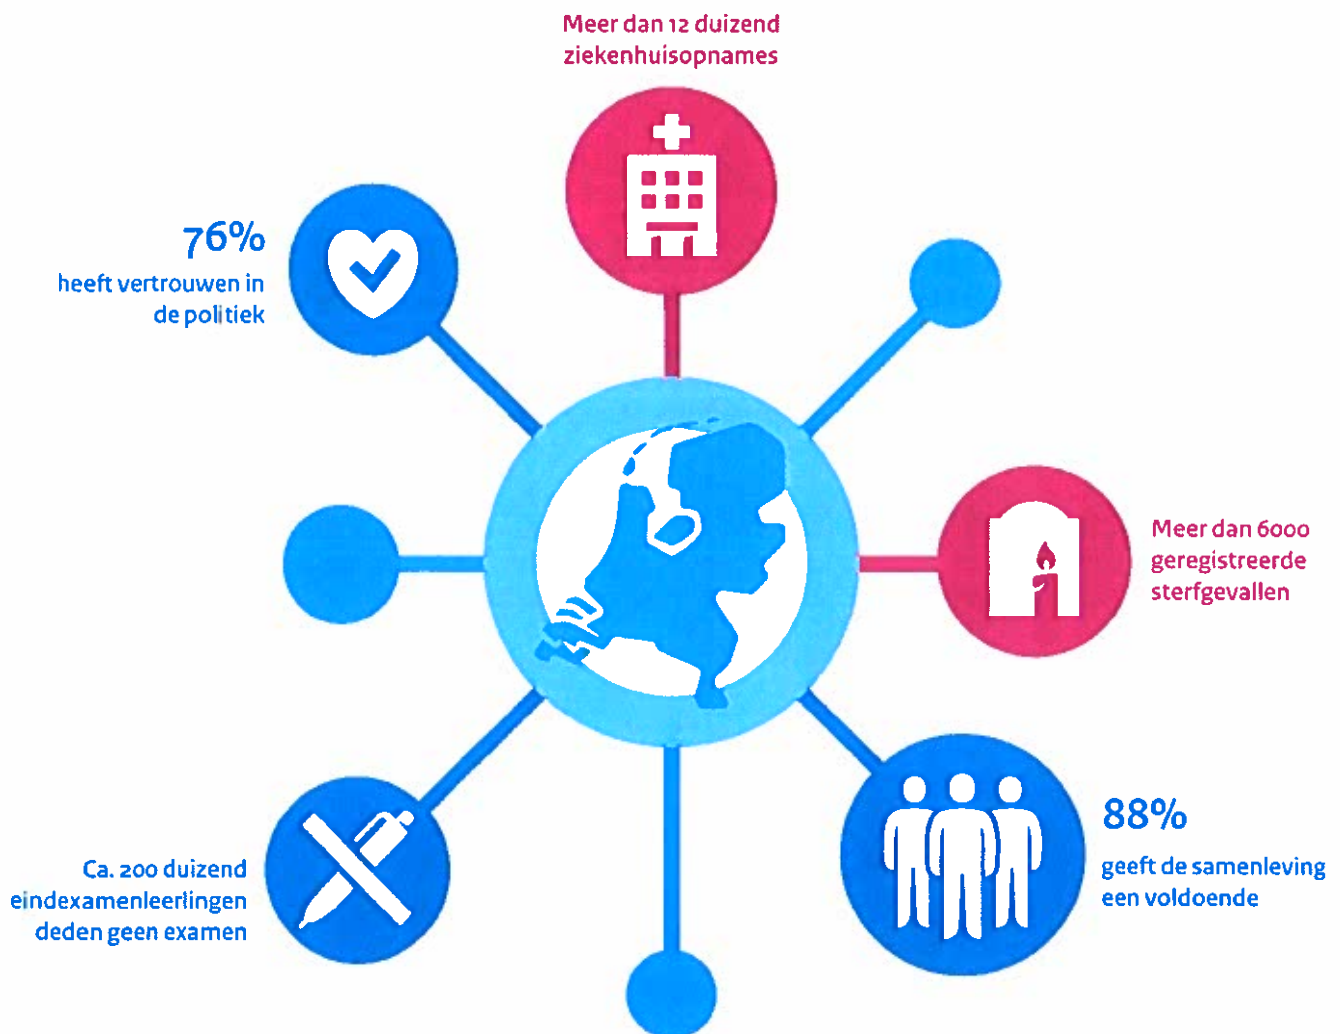 Meer dan 12 duizend
ziekenhuisopnames
76%
heeft vertrouwen in
de politiek
Meer dan 6000
geregistreerde
sterfgevallen
88%
geeft de samenleving
een voldoende
Ca. 200 duizend
eindexamenleerlingen
deden geen examen